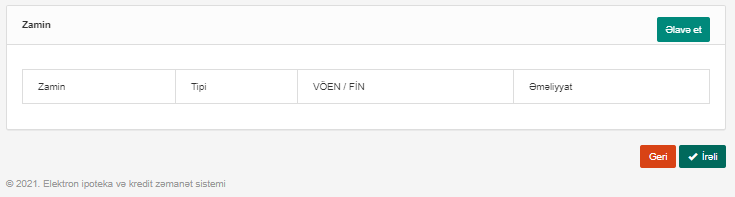 Zamin
Əlavə et
Zamin Tipi VÖEN / FİN Əməliyyat
Geri İrəli
© 2021. Elektron ipoteka və kredit zəmanət sistemi